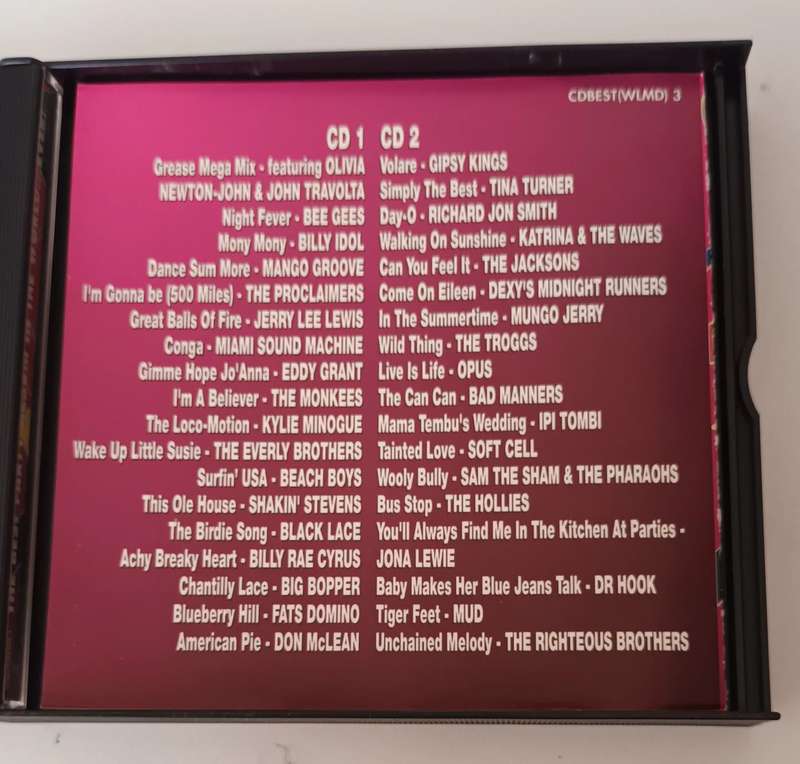 CDBEST(WLMD) 3
CD 1
Grease Mega Mix - featuring OLIVIA
NEWTON-JOHN & JOHN TRAVOLTA
Night Fever - BEE GEES
Mony Mony - BILLY IDOL
Dance Sum More - MANGO GROOVE
I'm Gonna be (500 Miles) - THE PROCLAIMERS
Great Balls Of Fire - JERRY LEE LEWIS
Conga - MIAMI SOUND MACHINE
Gimme Hope Jo'Anna - EDDY GRANT
I'm A Believer - THE MONKEES
The Loco-Motion - KYLIE MINOGUE
Wake Up Little Susie - THE EVERLY BROTHERS
Surfin' USA - BEACH BOYS
This Ole House - SHAKIN' STEVENS
The Birdie Song - BLACK LACE
Achy Breaky Heart - BILLY RAE CYRUS
Chantilly Lace - BIG BOPPER
Blueberry Hill - FATS DOMINO
American Pie - DON McLEAN
CD 2
Volare - GIPSY KINGS
Simply The Best - TINA TURNER
Day-O - RICHARD JON SMITH
Walking On Sunshine - KATRINA & THE WAVES
Can You Feel It - THE JACKSONS
Come On Eileen - DEXY'S MIDNIGHT RUNNERS
In The Summertime - MUNGO JERRY
Wild Thing - THE TROGGS
Live Is Life - OPUS
The Can Can - BAD MANNERS
Mama Tembu's Wedding - IPI TOMBI
Tainted Love - SOFT CELL
Wooly Bully - SAM THE SHAM & THE PHARAOHS
Bus Stop - THE HOLLIES
You'll Always Find Me In The Kitchen At Parties -
JONA LEWIE
Baby Makes Her Blue Jeans Talk - DR HOOK
Tiger Feet - MUD
Unchained Melody - THE RIGHTEOUS BROTHERS